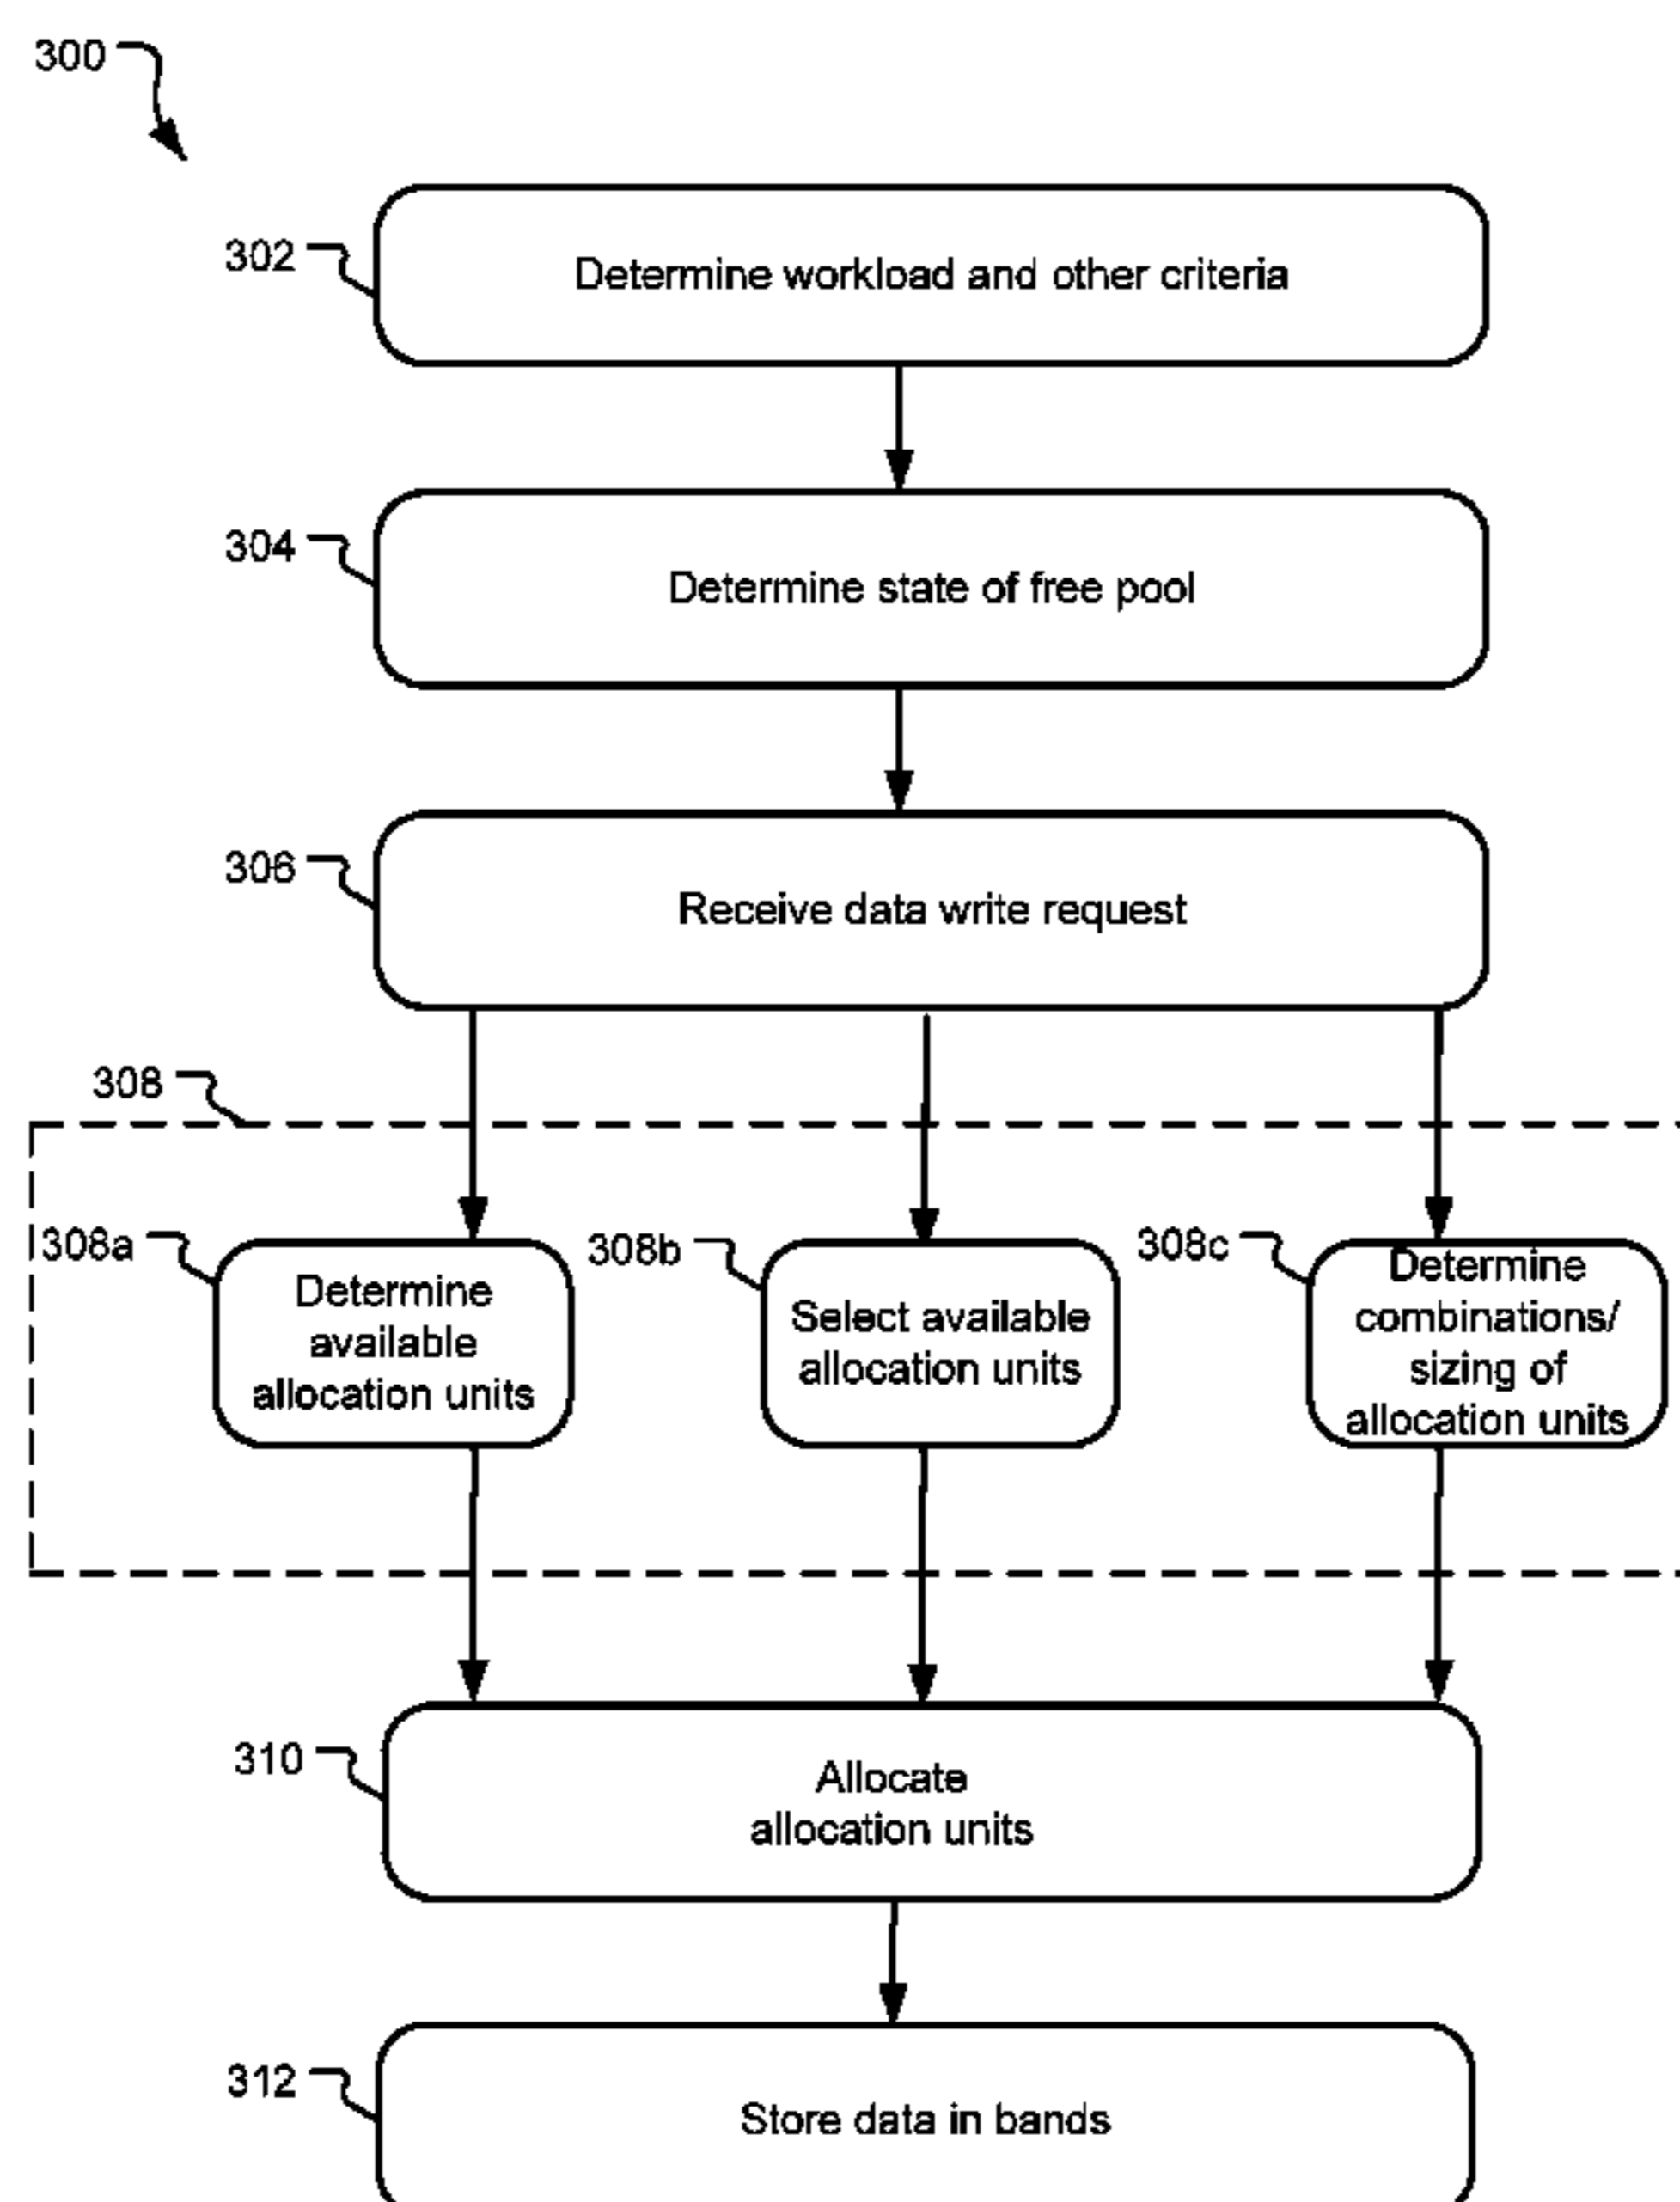 300
302
Determine workload and other criteria
304
Determine state of free pool
306
Receive data write request
308
308a
Determine
available
allocation units
308b
Select available
allocation units
308c
Determine
combinations/
sizing of
allocation units
310
Allocate
allocation units
312
Store data in bands